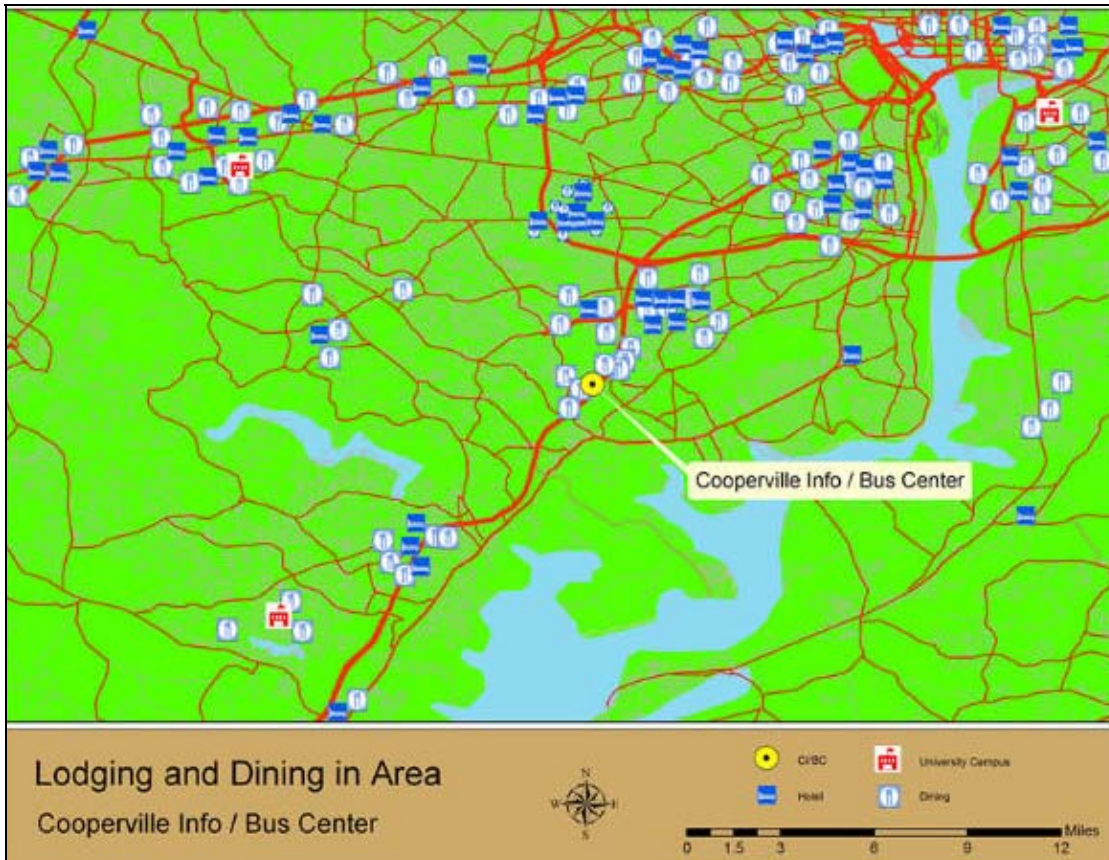 Cooperville Info / Bus Center
Lodging and Dining in Area
Cooperville Info / Bus Center
N
W E
S
CI/BC
University Campus
Hotel
Dining
Miles
0 1.5 3 6 9 12